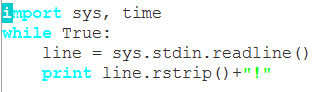 import sys, time
while True:
    line = sys.stdin.readline()
    print line.rstrip()+"!"